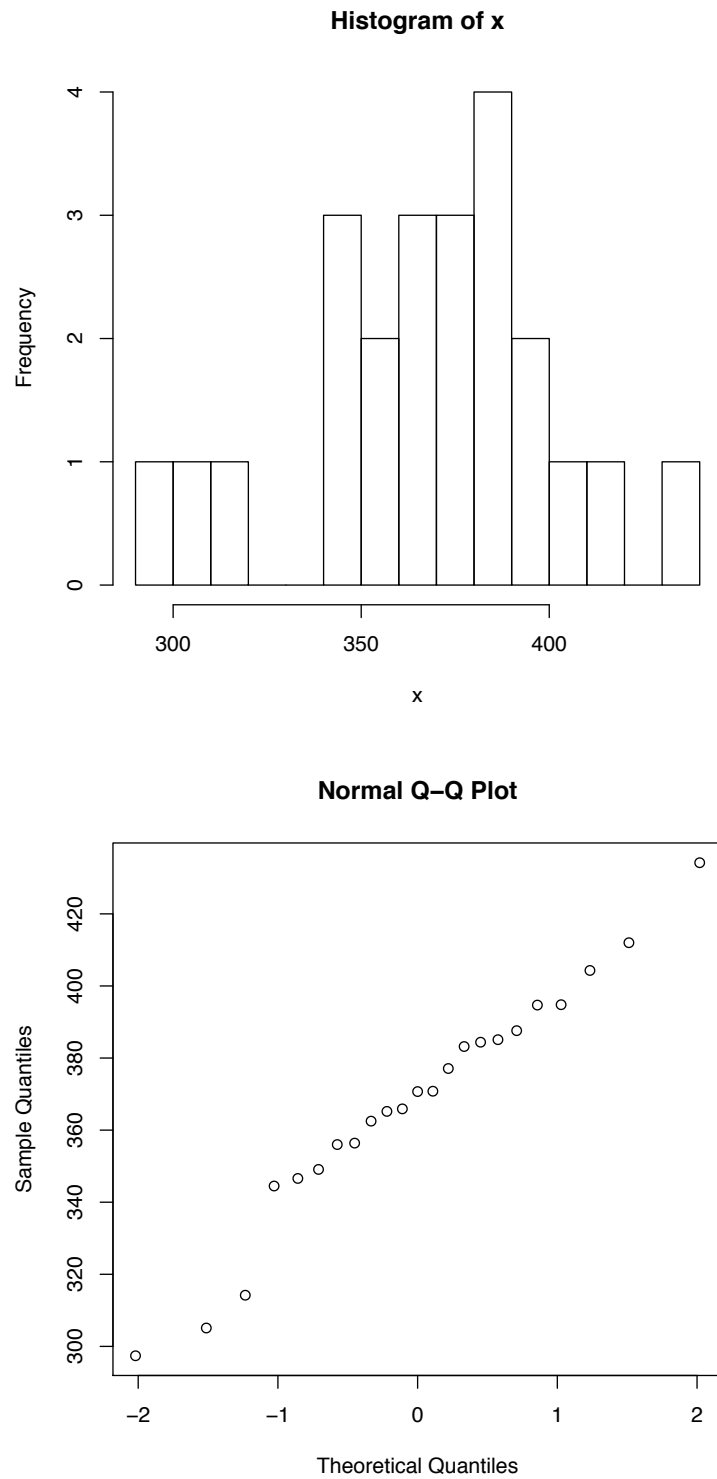 Histogram of x
4
3
2
1
0
Frequency
300 350 400
x
Normal Q−Q Plot
420
400
380
360
340
320
300
Sample Quantiles
−2 −1 0 1 2
Theoretical Quantiles